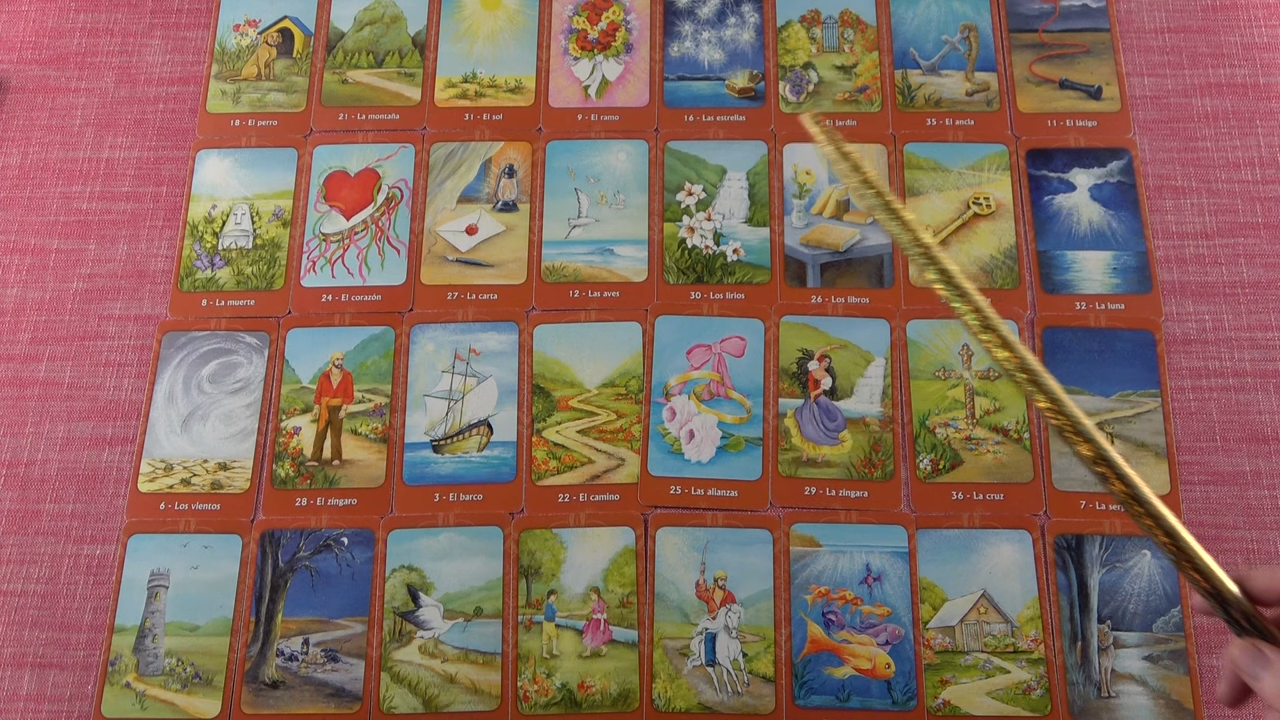 18 - El perro
21 - La montaña
31 - El sol
9 - El ramo
16 - Las estrellas
El jardín
35 - El ancla
11 - El látigo
8 - La muerte
24 - El corazón
27 - La carta
12 - Las aves
30 - Los lirios
26 - Los libros
32 - La luna
6 - Los vientos
28 - El zíngaro
3 - El barco
22 - El camino
25 - Las alianzas
29 - La zíngara
36 - La cruz
7 - La